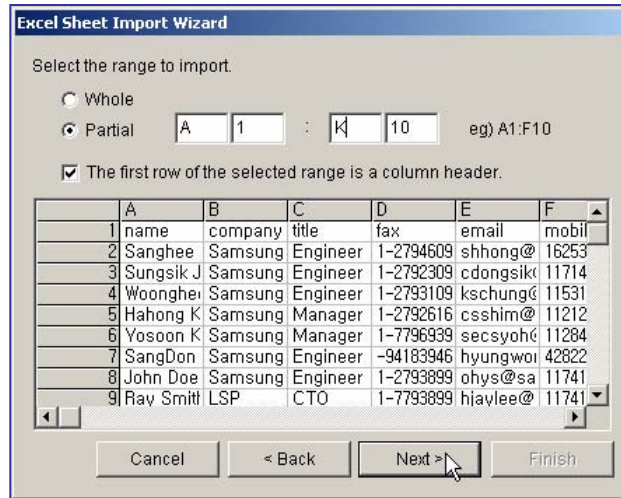 Excel Sheet Import Wizard
Select the range to import.
Whole
Partial A 1 : K 10 eg) A1:F10
The first row of the selected range is a column header.
A B C D E F
1 name company title fax email mobil
2 Sanghee Samsung Engineer 1-2794609 shhong@ 16253
3 Sungsik J Samsung Engineer 1-2792309 cdongsik 11714
4 Woonghe Samsung Engineer 1-2793109 kschung@ 11531
5 Hahong K Samsung Manager 1-2792616 csshim@ 11212
6 Yosoon K Samsung Manager 1-7796939 secsyoh@ 11284
7 SangDon Samsung Engineer -94183946 hyungwo 42822
8 John Doe Samsung Engineer 1-2793899 ohys@sa 11741
9 Ray Smith LSP CTO 1-7793899 hjaylee@ 11741
Cancel < Back Next > Finish